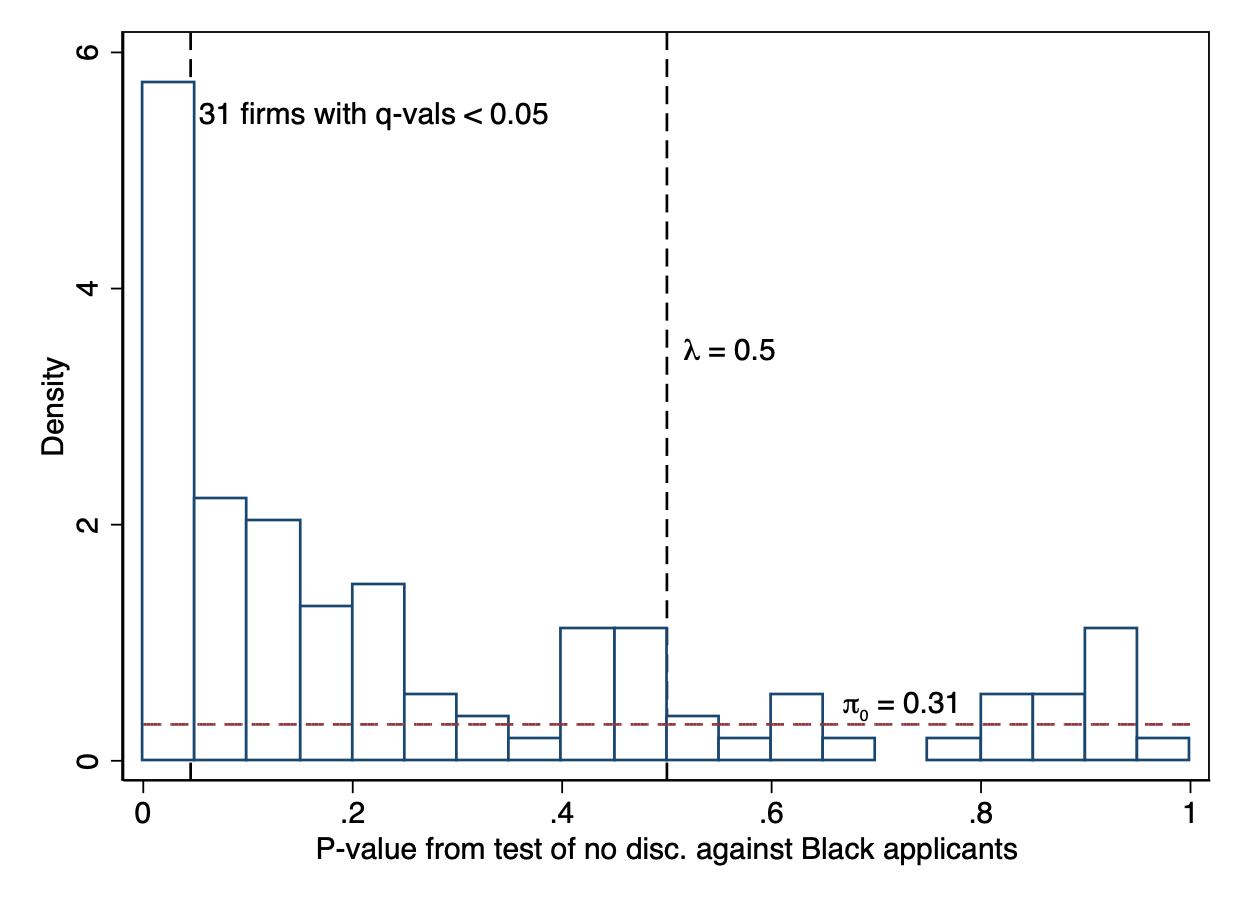 6
4
2
0
Density
31 firms with q-vals < 0.05
λ = 0.5
π₀ = 0.31
0 .2 .4 .6 .8 1
P-value from test of no disc. against Black applicants